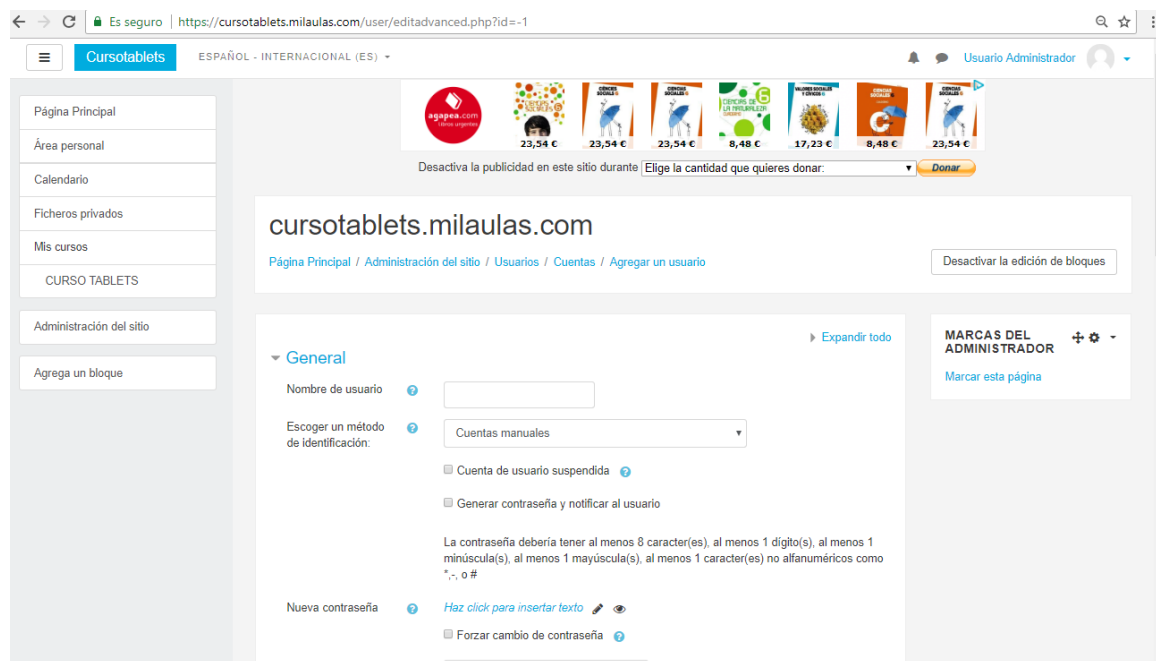 Es seguro | https://cursotablets.milaulas.com/user/editadvanced.php?id=-1
Cursotablets ESPAÑOL - INTERNACIONAL (ES) Usuario Administrador
Página Principal
Área personal
Calendario
Ficheros privados
Mis cursos
CURSO TABLETS
Administración del sitio
Agrega un bloque
agapea.com
libros urgentes
23,54 € 23,54 € 23,54 € 8,48 € 17,23 € 8,48 € 23,54 €
Desactiva la publicidad en este sitio durante Elige la cantidad que quieres donar: Donar
cursotablets.milaulas.com
Página Principal / Administración del sitio / Usuarios / Cuentas / Agregar un usuario
Desactivar la edición de bloques
Expandir todo
General
Nombre de usuario
Escoger un método
de identificación:
Cuentas manuales
Cuenta de usuario suspendida
Generar contraseña y notificar al usuario
La contraseña debería tener al menos 8 caracter(es), al menos 1 dígito(s), al menos 1
minúscula(s), al menos 1 mayúscula(s), al menos 1 caracter(es) no alfanuméricos como
*,-, o #
Nueva contraseña Haz click para insertar texto
Forzar cambio de contraseña
MARCAS DEL
ADMINISTRADOR
Marcar esta página